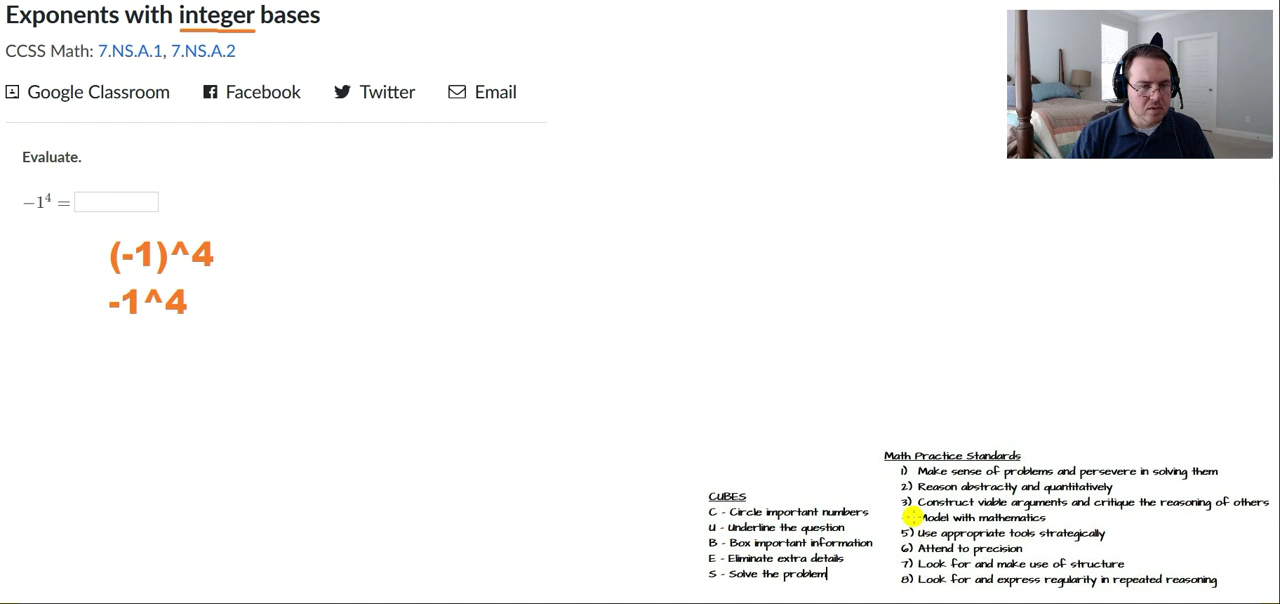 Exponents with integer bases
CCSS Math: 7.NS.A.1, 7.NS.A.2
Google Classroom Facebook Twitter Email
Evaluate.
−1⁴ =
(-1)^4
-1^4
CUBES
C - Circle important numbers
U - Underline the question
B - Box important information
E - Eliminate extra details
S - Solve the problem
Math Practice Standards
1) Make sense of problems and persevere in solving them
2) Reason abstractly and quantitatively
3) Construct viable arguments and critique the reasoning of others
Model with mathematics
5) Use appropriate tools strategically
6) Attend to precision
7) Look for and make use of structure
8) Look for and express regularity in repeated reasoning